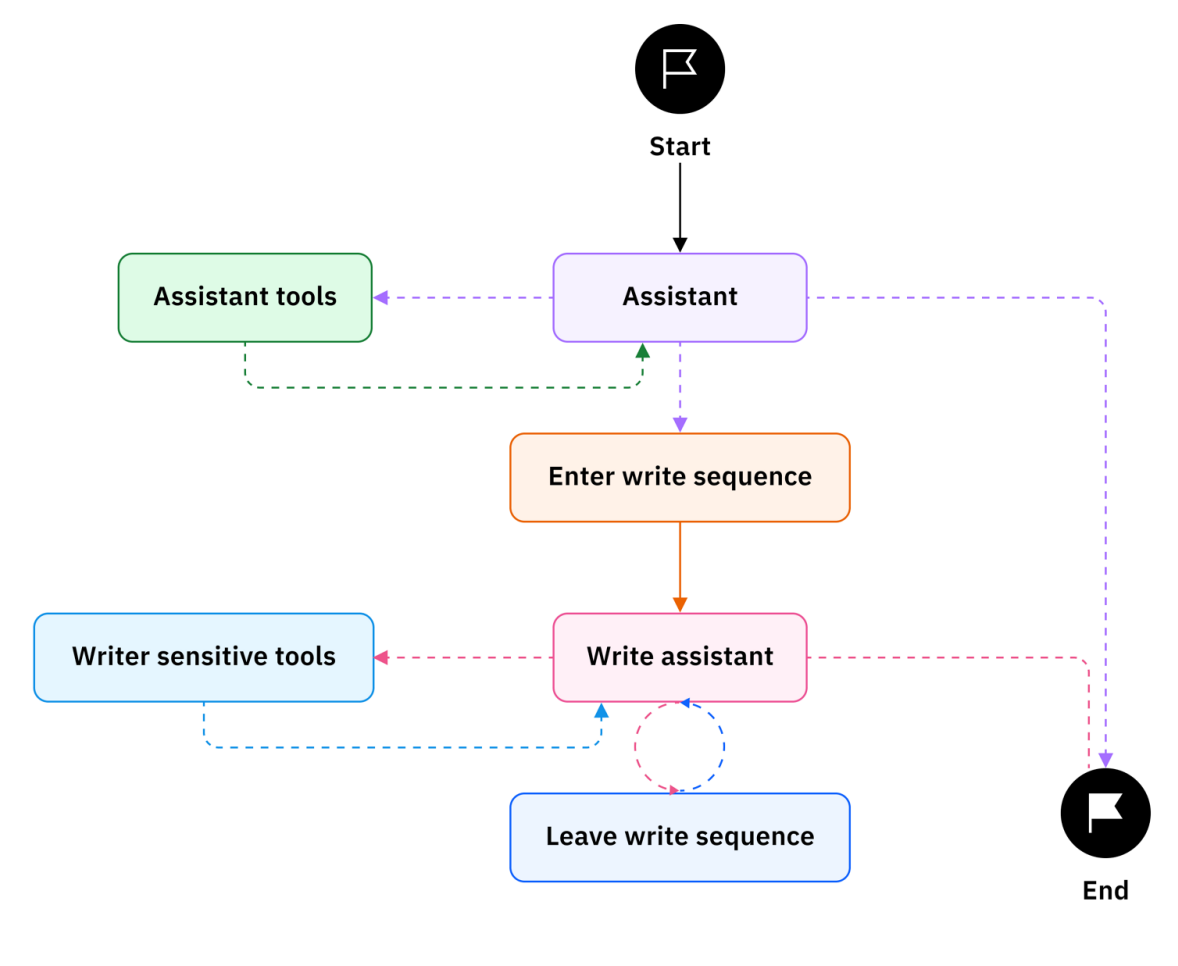 Start
Assistant tools
Assistant
Enter write sequence
Writer sensitive tools
Write assistant
Leave write sequence
End